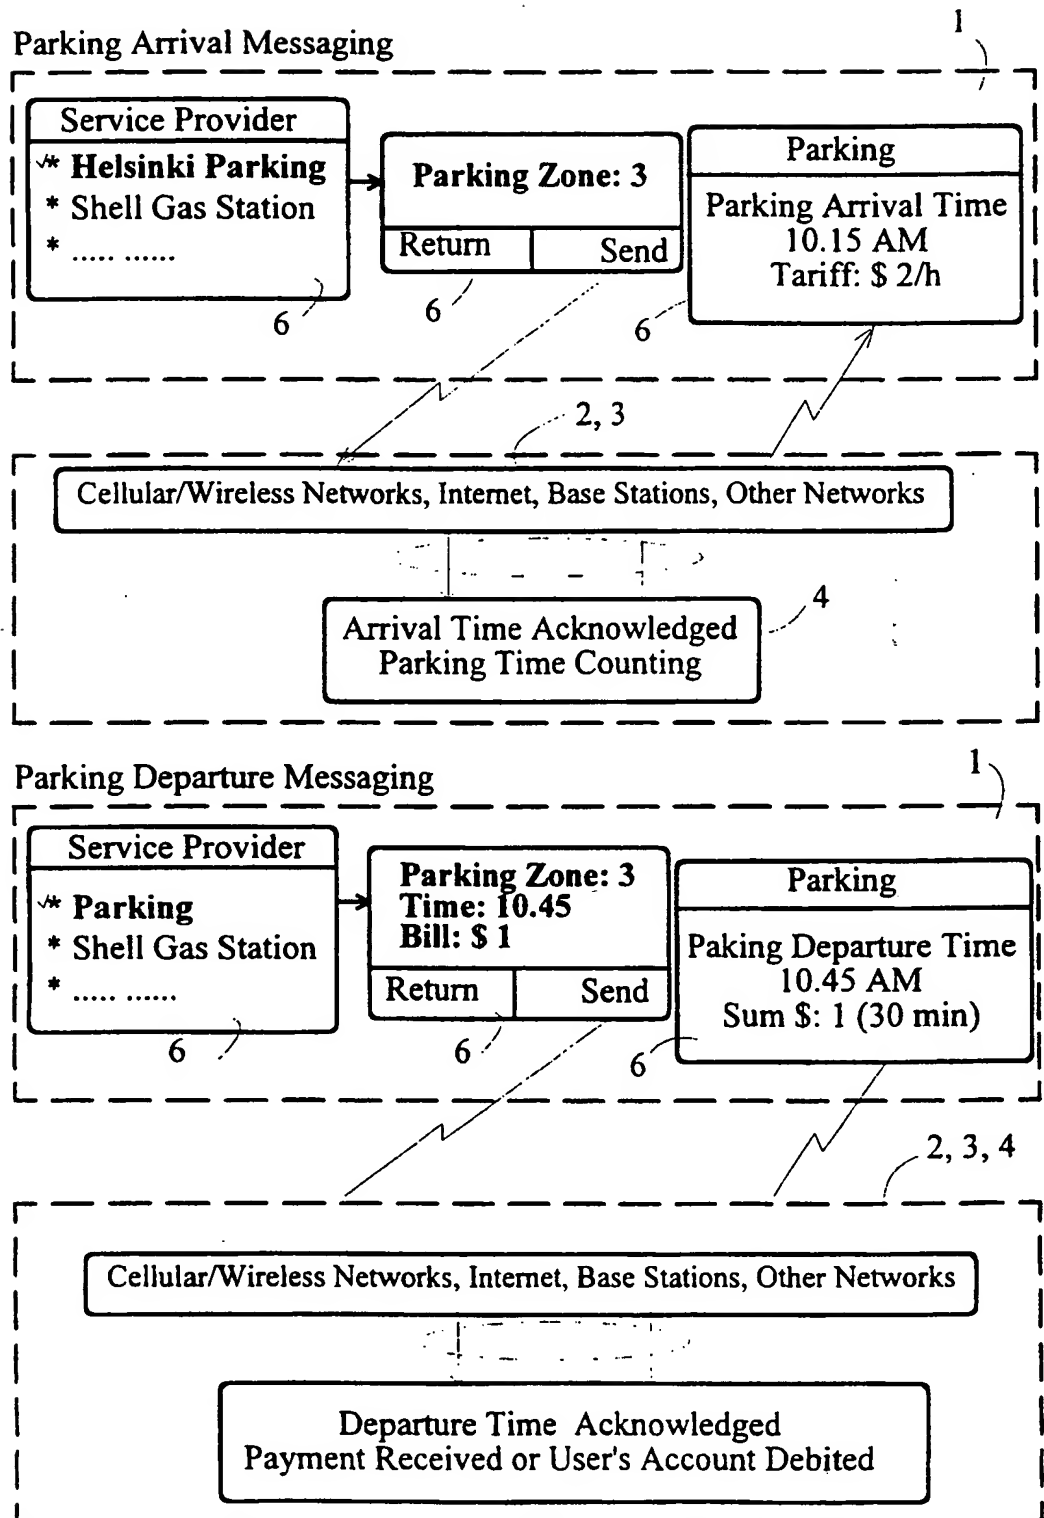 Parking Arrival Messaging
1
Service Provider
√* Helsinki Parking
* Shell Gas Station
* ..... ......
6
Parking Zone: 3
Return
Send
6
Parking
Parking Arrival Time
10.15 AM
Tariff: $ 2/h
6
2, 3
Cellular/Wireless Networks, Internet, Base Stations, Other Networks
4
Arrival Time Acknowledged
Parking Time Counting
Parking Departure Messaging
1
Service Provider
√* Parking
* Shell Gas Station
* ..... ......
6
Parking Zone: 3
Time: 10.45
Bill: $ 1
Return
Send
6
Parking
Paking Departure Time
10.45 AM
Sum $: 1 (30 min)
6
2, 3, 4
Cellular/Wireless Networks, Internet, Base Stations, Other Networks
Departure Time Acknowledged
Payment Received or User's Account Debited